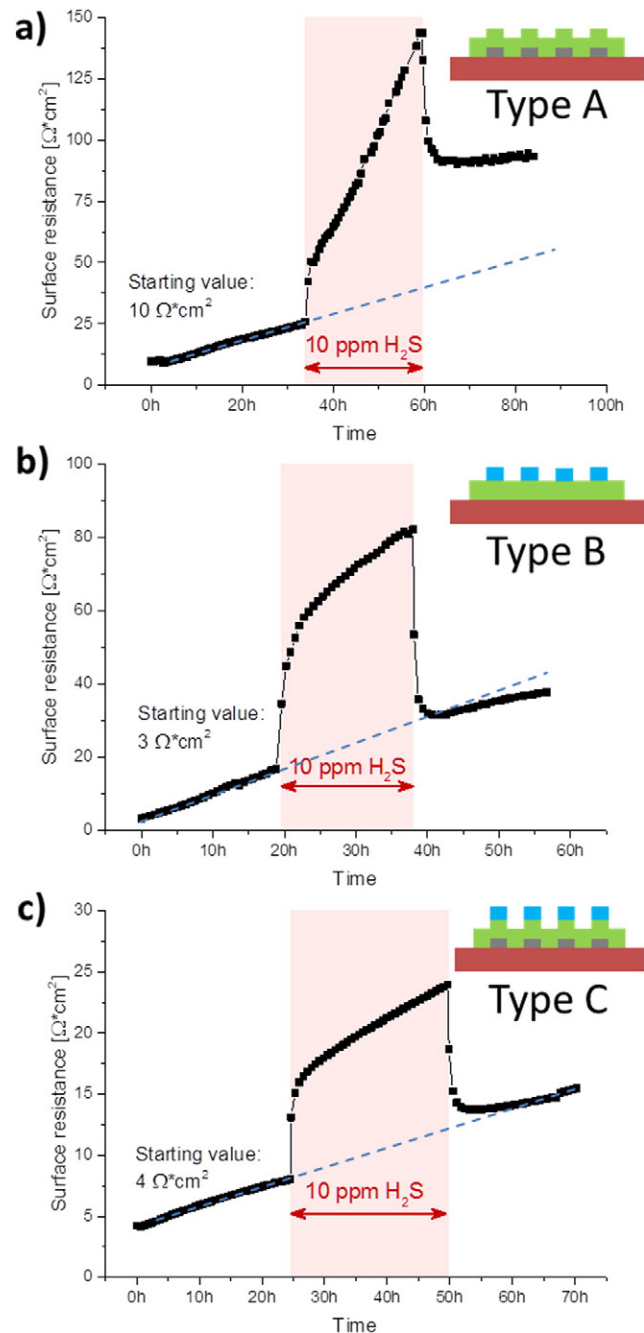 a)
Surface resistance [Ω*cm²]
150
125
100
75
50
25
0
Type A
Starting value:
10 Ω*cm²
10 ppm H₂S
0h 20h 40h 60h 80h 100h
Time
b)
Surface resistance [Ω*cm²]
100
80
60
40
20
0
Type B
Starting value:
3 Ω*cm²
10 ppm H₂S
0h 10h 20h 30h 40h 50h 60h
Time
c)
Surface resistance [Ω*cm²]
30
25
20
15
10
5
0
Type C
Starting value:
4 Ω*cm²
10 ppm H₂S
0h 10h 20h 30h 40h 50h 60h 70h
Time